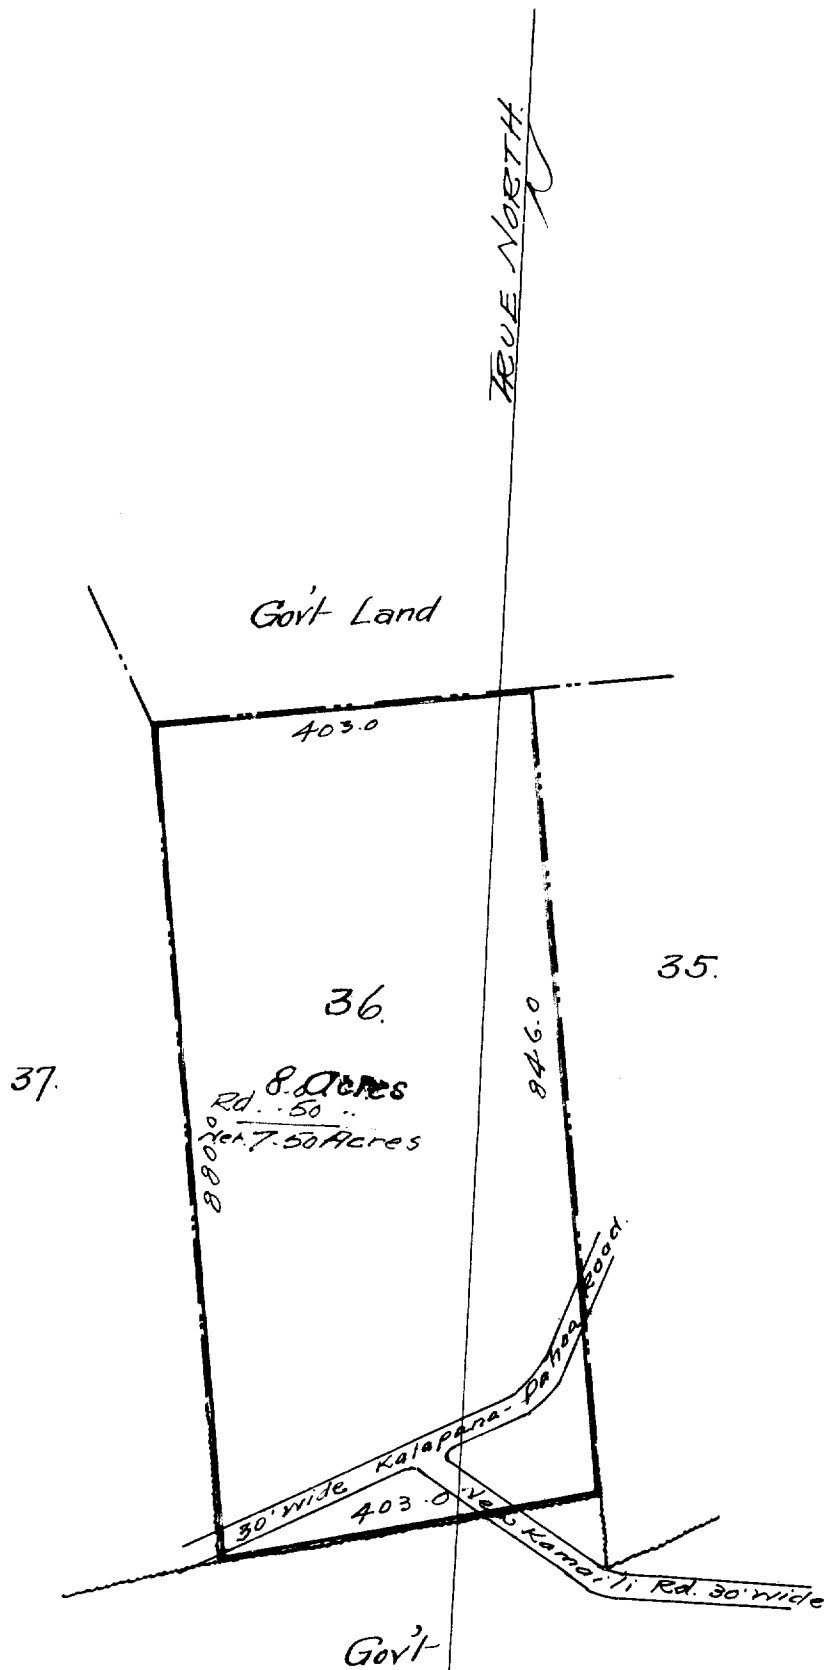 TRUE NORTH.
Gov't Land
403.0
36.
35.
37.
846.0
880.0
8.0 Acres
Rd. .50 "
Net 7.50 Acres
30' wide Kalapana-Pahoa Road.
403.0
Kamaili Rd. 30' wide
Gov't